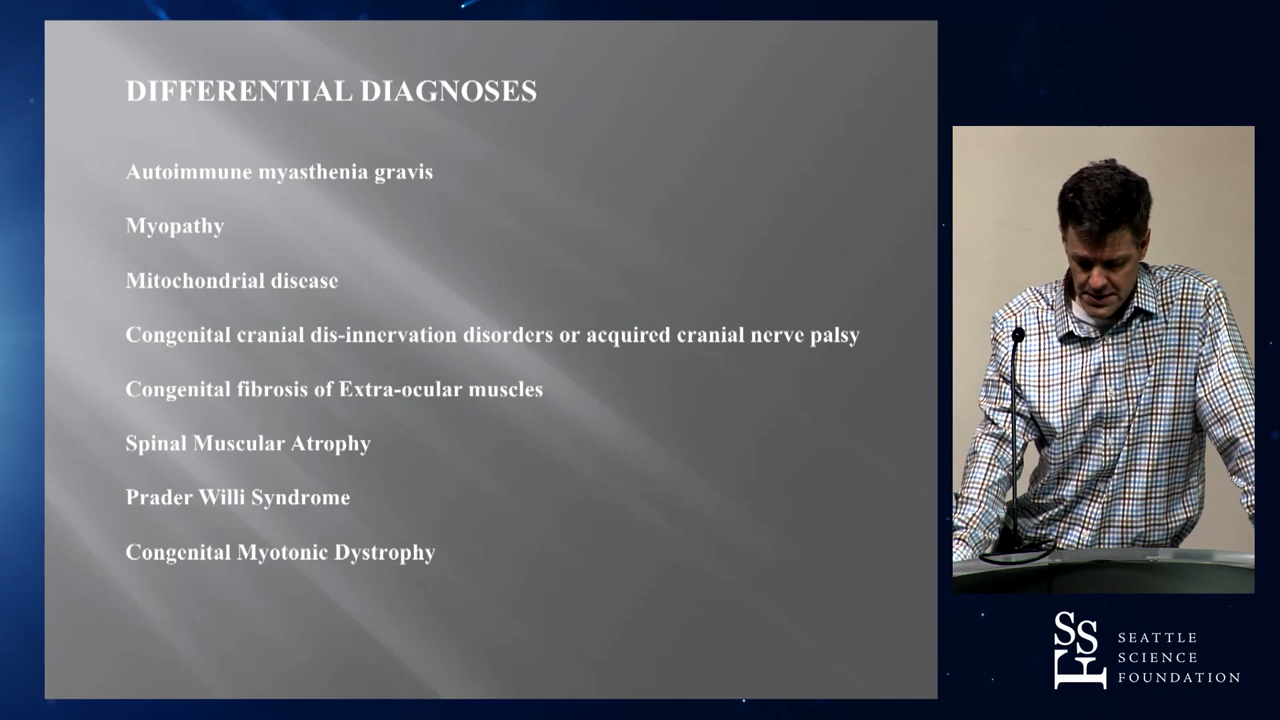 DIFFERENTIAL DIAGNOSES
Autoimmune myasthenia gravis
Myopathy
Mitochondrial disease
Congenital cranial dis-innervation disorders or acquired cranial nerve palsy
Congenital fibrosis of Extra-ocular muscles
Spinal Muscular Atrophy
Prader Willi Syndrome
Congenital Myotonic Dystrophy
SSF
SEATTLE
SCIENCE
FOUNDATION